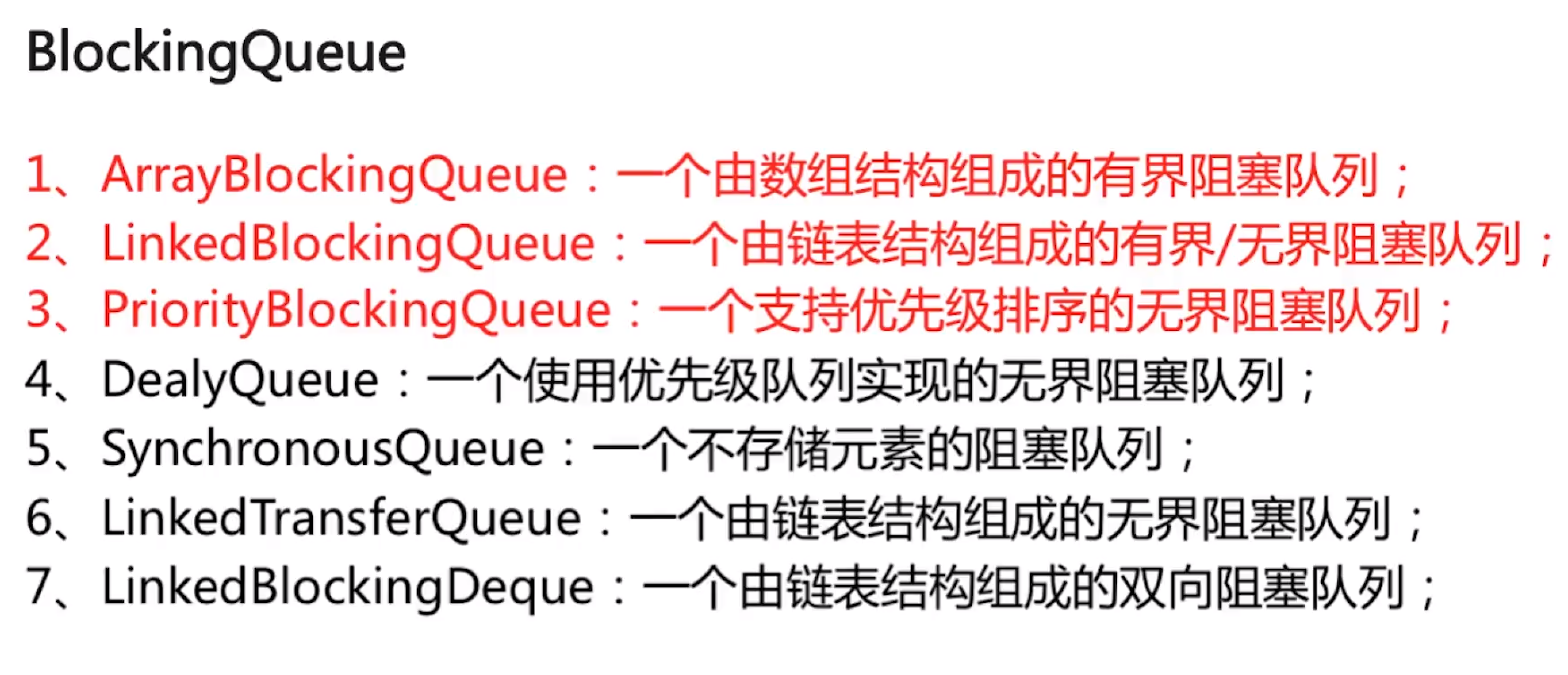 BlockingQueue
1、ArrayBlockingQueue：一个由数组结构组成的有界阻塞队列；
2、LinkedBlockingQueue：一个由链表结构组成的有界/无界阻塞队列；
3、PriorityBlockingQueue：一个支持优先级排序的无界阻塞队列；
4、DealyQueue：一个使用优先级队列实现的无界阻塞队列；
5、SynchronousQueue：一个不存储元素的阻塞队列；
6、LinkedTransferQueue：一个由链表结构组成的无界阻塞队列；
7、LinkedBlockingDeque：一个由链表结构组成的双向阻塞队列；